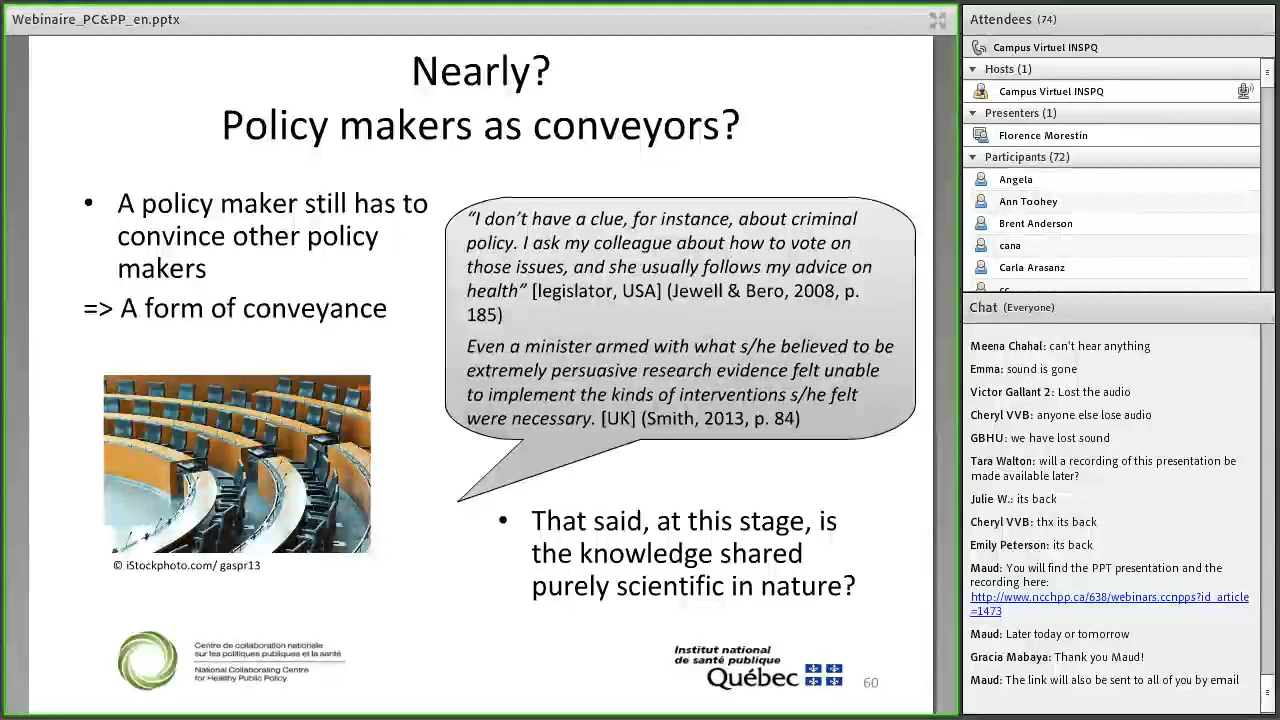 Webinaire_PC&PP_en.pptx
Nearly?
Policy makers as conveyors?
• A policy maker still has to
convince other policy
makers
=> A form of conveyance
“I don’t have a clue, for instance, about criminal
policy. I ask my colleague about how to vote on
those issues, and she usually follows my advice on
health” [legislator, USA] (Jewell & Bero, 2008, p.
185)
Even a minister armed with what s/he believed to be
extremely persuasive research evidence felt unable
to implement the kinds of interventions s/he felt
were necessary. [UK] (Smith, 2013, p. 84)
© iStockphoto.com/ gaspr13
• That said, at this stage, is
the knowledge shared
purely scientific in nature?
Centre de collaboration nationale
sur les politiques publiques et la santé
National Collaborating Centre
for Healthy Public Policy
Institut national
de santé publique
Québec
60
Attendees (74)
Campus Virtuel INSPQ
Hosts (1)
Campus Virtuel INSPQ
Presenters (1)
Florence Morestin
Participants (72)
Angela
Ann Toohey
Brent Anderson
cana
Carla Arasanz
Chat (Everyone)
Meena Chahal: can't hear anything
Emma: sound is gone
Victor Gallant 2: Lost the audio
Cheryl VVB: anyone else lose audio
GBHU: we have lost sound
Tara Walton: will a recording of this presentation be
made available later?
Julie W.: its back
Cheryl VVB: thx its back
Emily Peterson: its back
Maud: You will find the PPT presentation and the
recording here:
http://www.ncchpp.ca/638/webinars.ccnpps?id_article
=1473
Maud: Later today or tomorrow
Gracia Mabaya: Thank you Maud!
Maud: The link will also be sent to all of you by email